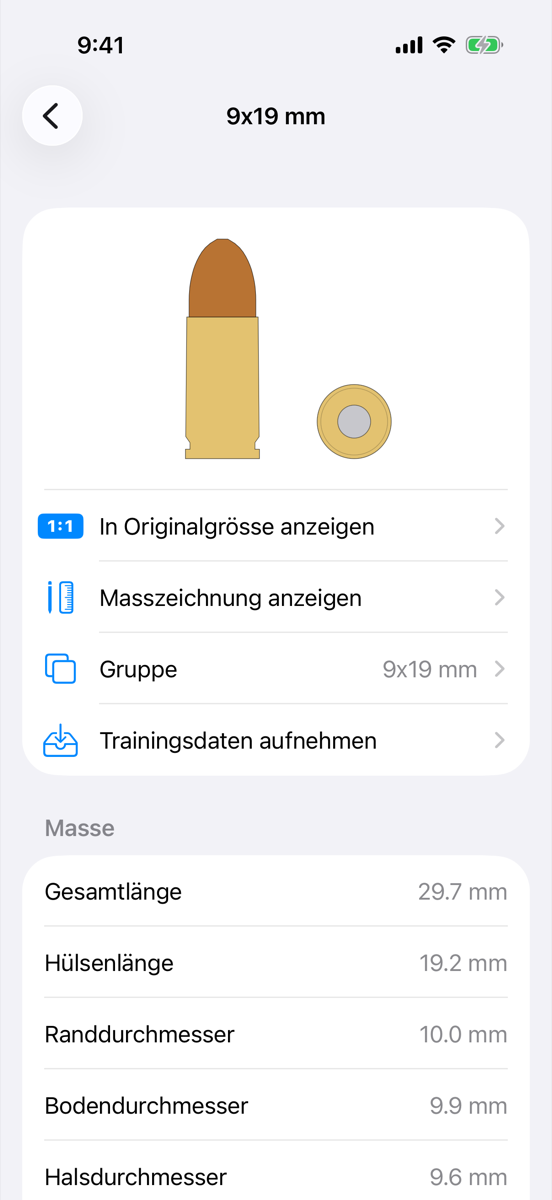 9:41
9x19 mm
1:1 In Originalgrösse anzeigen
Masszeichnung anzeigen
Gruppe 9x19 mm
Trainingsdaten aufnehmen
Masse
Gesamtlänge 29.7 mm
Hülsenlänge 19.2 mm
Randdurchmesser 10.0 mm
Bodendurchmesser 9.9 mm
Halsdurchmesser 9.6 mm